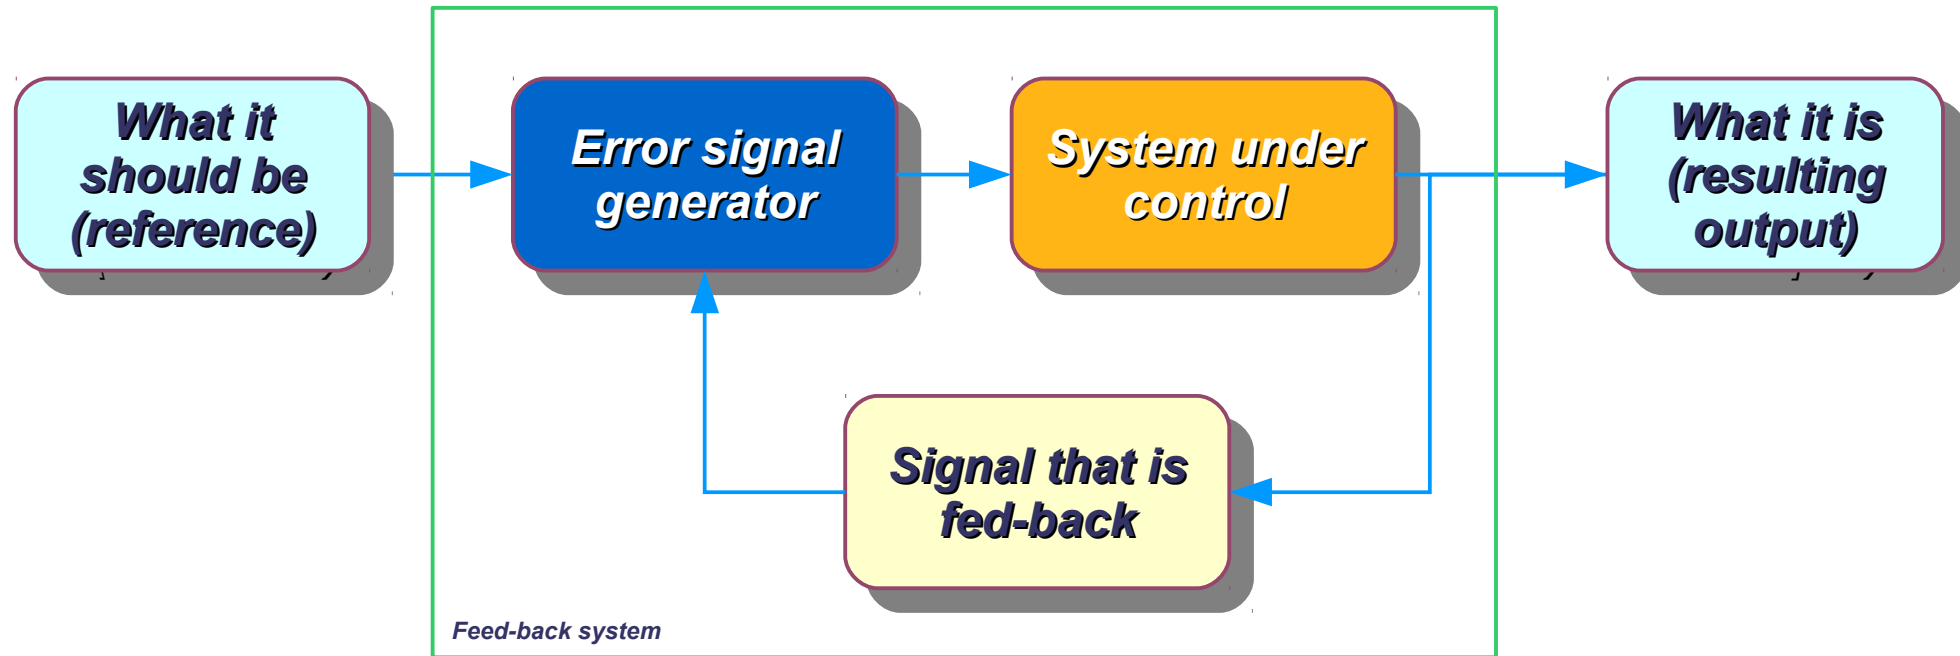 What it
should be
(reference)
Error signal
generator
System under
control
What it is
(resulting
output)
Signal that is
fed-back
Feed-back system